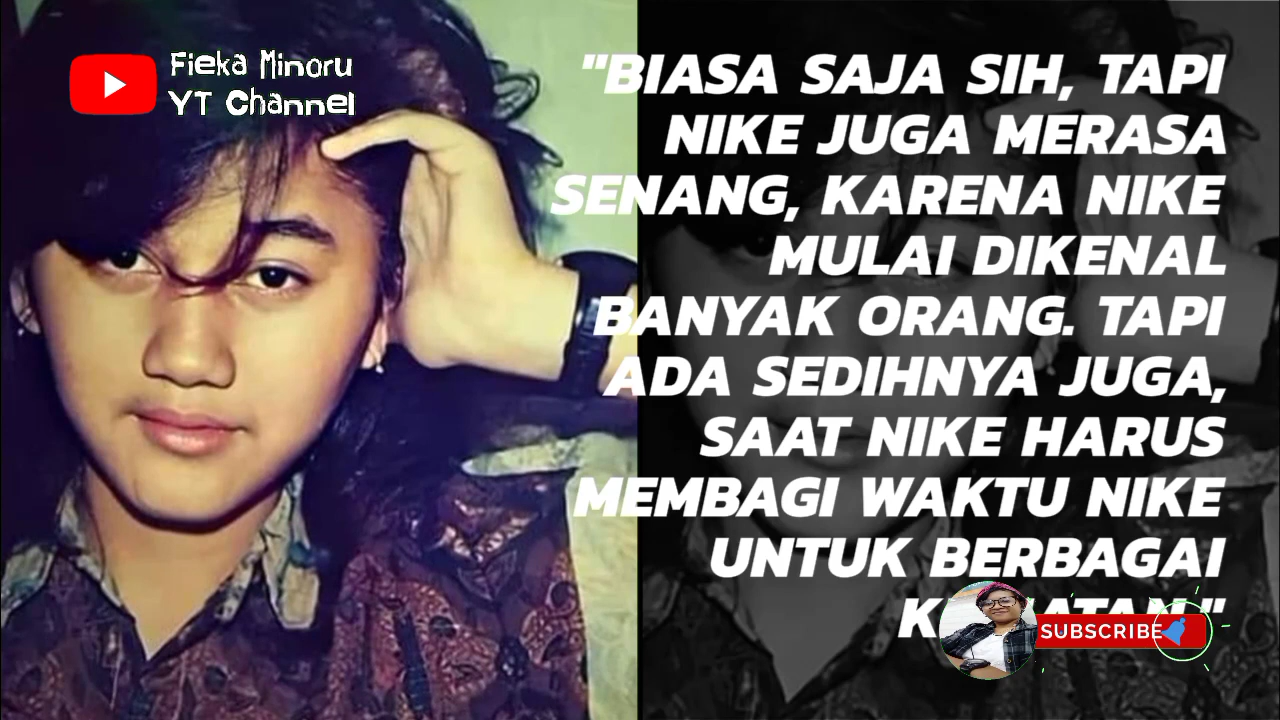 Fieka Minoru
YT Channel
"BIASA SAJA SIH, TAPI
NIKE JUGA MERASA
SENANG, KARENA NIKE
MULAI DIKENAL
BANYAK ORANG. TAPI
ADA SEDIHNYA JUGA,
SAAT NIKE HARUS
MEMBAGI WAKTU NIKE
UNTUK BERBAGAI
SUBSCRIBE